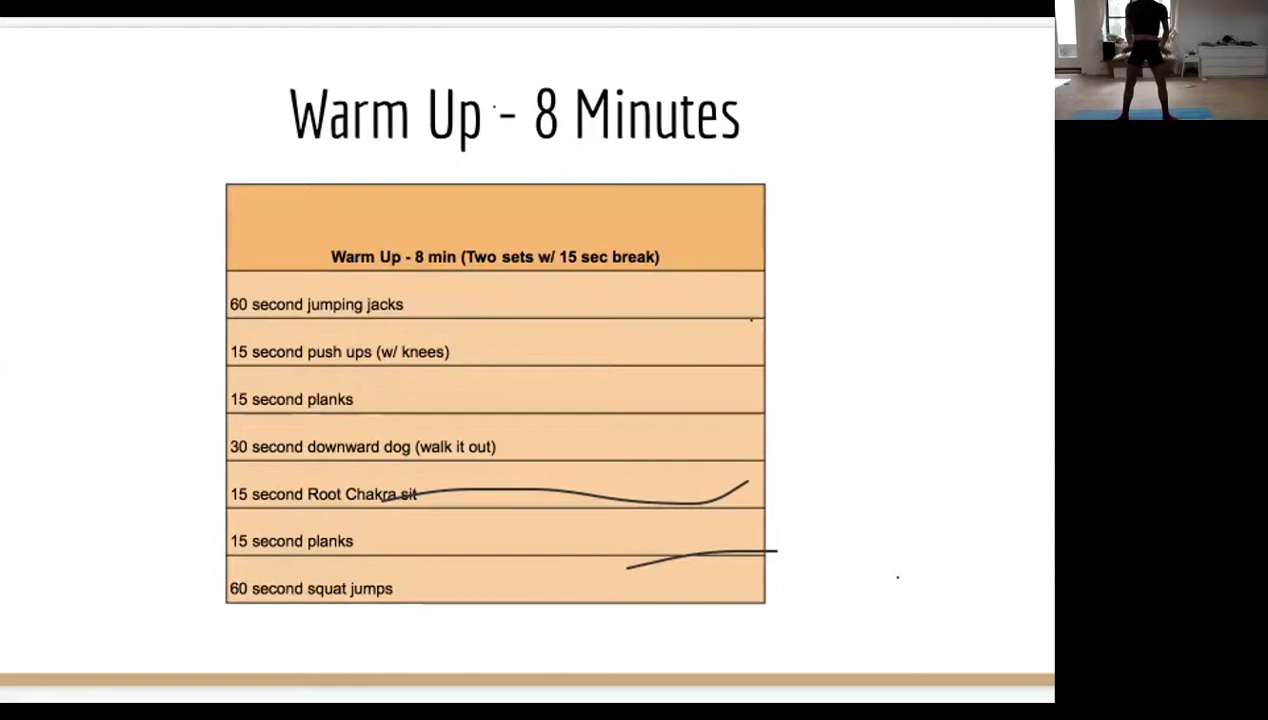 Warm Up - 8 Minutes
Warm Up - 8 min (Two sets w/ 15 sec break)
60 second jumping jacks
15 second push ups (w/ knees)
15 second planks
30 second downward dog (walk it out)
15 second Root Chakra sit
15 second planks
60 second squat jumps